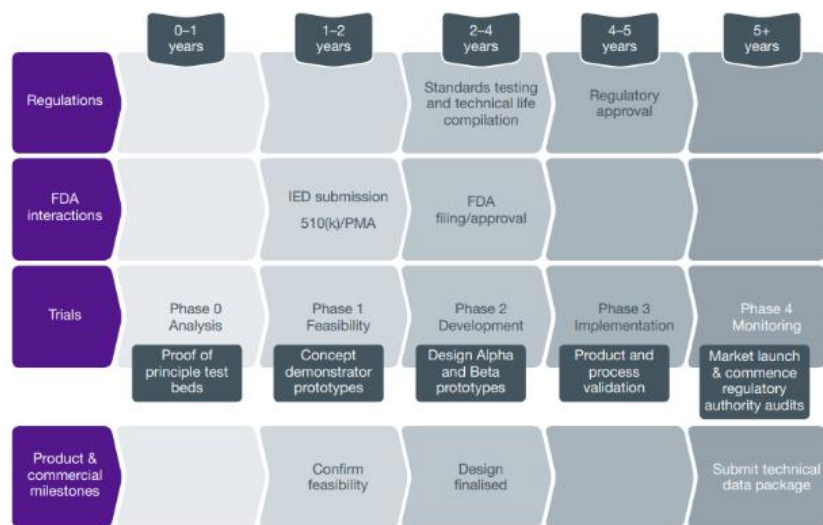 0–1
years
1–2
years
2–4
years
4–5
years
5+
years
Regulations
Standards testing
and technical life
compilation
Regulatory
approval
FDA
interactions
IED submission
510(k)/PMA
FDA
filing/approval
Trials
Phase 0
Analysis
Phase 1
Feasibility
Phase 2
Development
Phase 3
Implementation
Phase 4
Monitoring
Proof of
principle test
beds
Concept
demonstrator
prototypes
Design Alpha
and Beta
prototypes
Product and
process
validation
Market launch
& commence
regulatory
authority audits
Product &
commercial
milestones
Confirm
feasibility
Design
finalised
Submit technical
data package